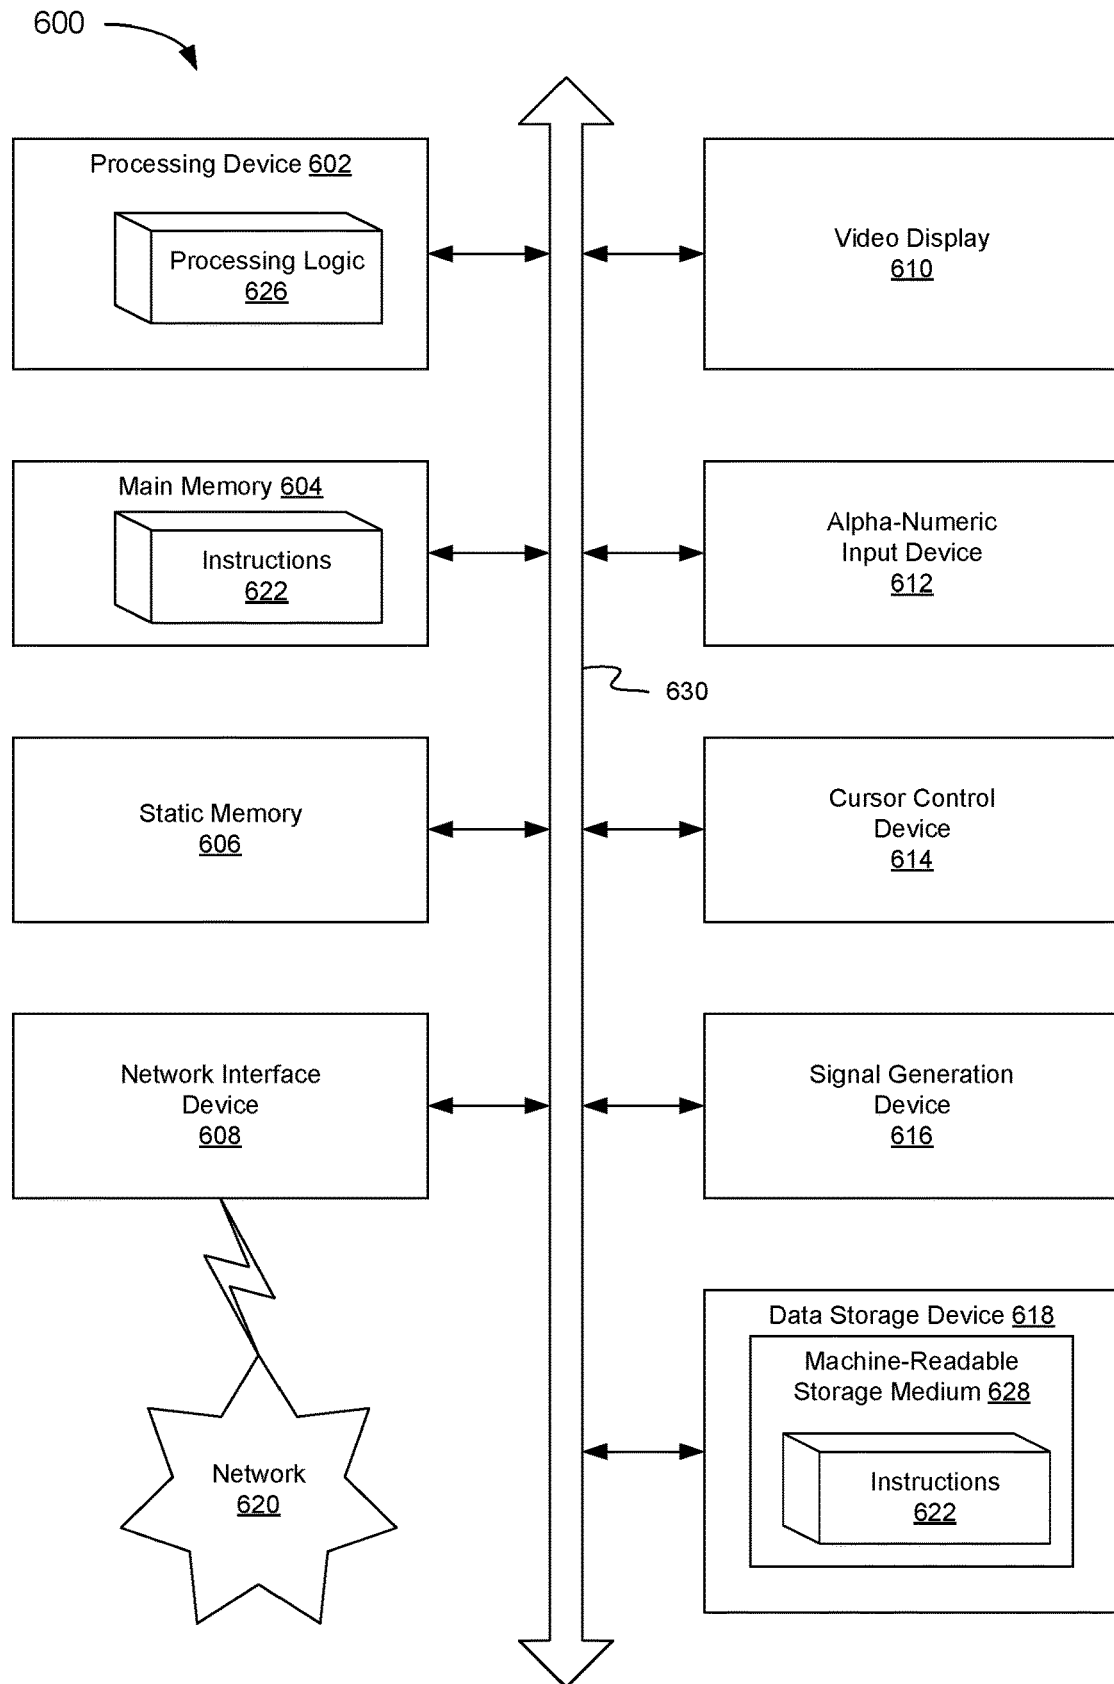 600
Processing Device 602
Processing Logic
626
Video Display
610
Main Memory 604
Instructions
622
Alpha-Numeric
Input Device
612
630
Static Memory
606
Cursor Control
Device
614
Network Interface
Device
608
Signal Generation
Device
616
Data Storage Device 618
Machine-Readable
Storage Medium 628
Instructions
622
Network
620